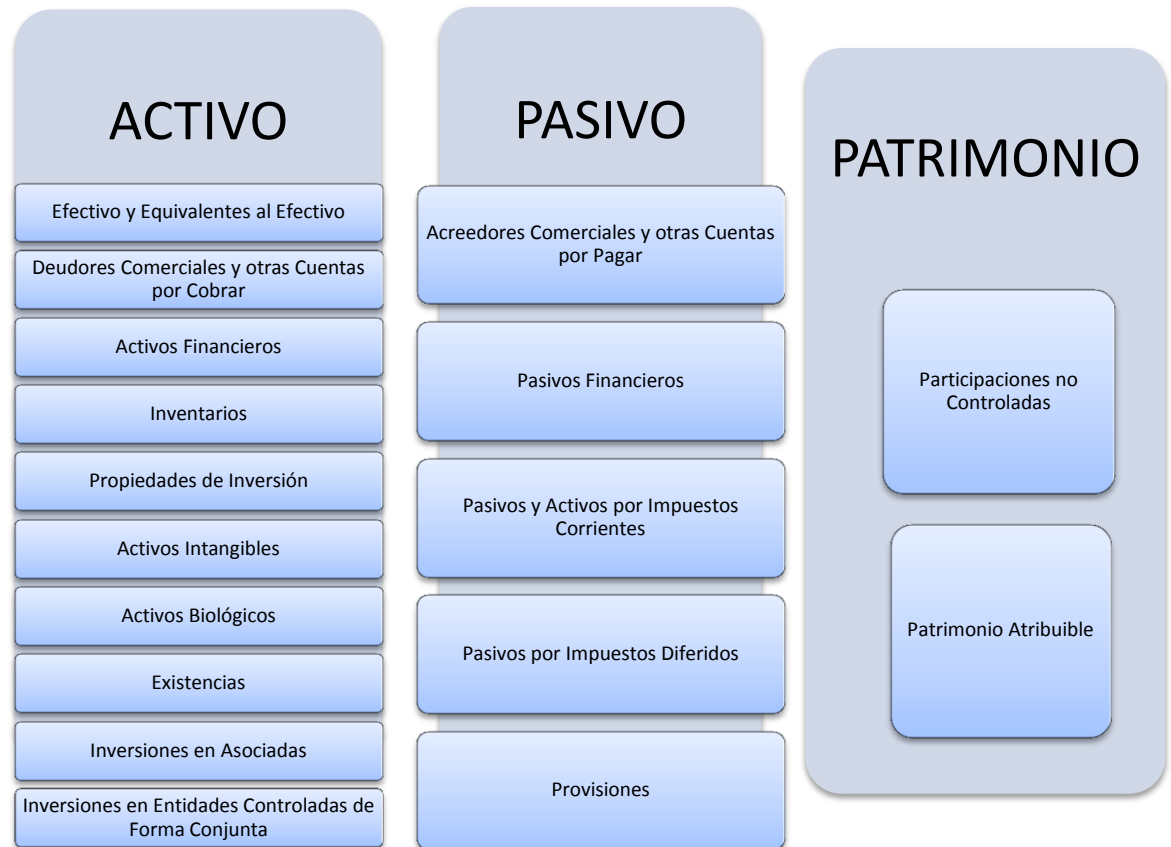 ACTIVO
Efectivo y Equivalentes al Efectivo
Deudores Comerciales y otras Cuentas
por Cobrar
Activos Financieros
Inventarios
Propiedades de Inversión
Activos Intangibles
Activos Biológicos
Existencias
Inversiones en Asociadas
Inversiones en Entidades Controladas de
Forma Conjunta
PASIVO
Acreedores Comerciales y otras Cuentas
por Pagar
Pasivos Financieros
Pasivos y Activos por Impuestos
Corrientes
Pasivos por Impuestos Diferidos
Provisiones
PATRIMONIO
Participaciones no
Controladas
Patrimonio Atribuible